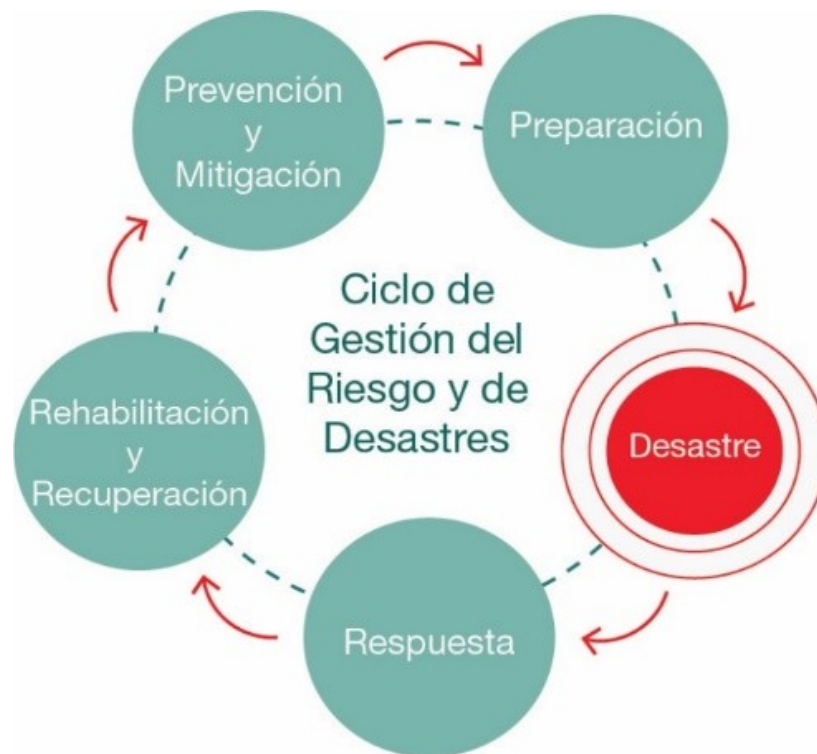 Prevención
y
Mitigación
Preparación
Ciclo de
Gestión del
Riesgo y de
Desastres
Desastre
Rehabilitación
y
Recuperación
Respuesta